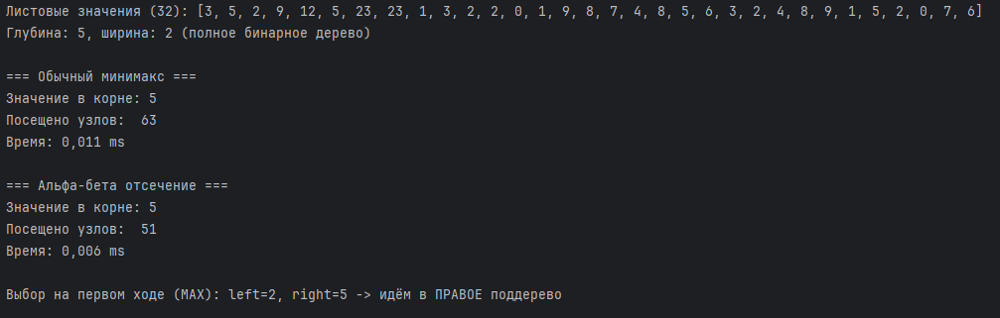 Листовые значения (32): [3, 5, 2, 9, 12, 5, 23, 23, 1, 3, 2, 2, 0, 1, 9, 8, 7, 4, 8, 5, 6, 3, 2, 4, 8, 9, 1, 5, 2, 0, 7, 6]
Глубина: 5, ширина: 2 (полное бинарное дерево)
=== Обычный минимакс ===
Значение в корне: 5
Посещено узлов:  63
Время: 0,011 ms
=== Альфа-бета отсечение ===
Значение в корне: 5
Посещено узлов:  51
Время: 0,006 ms
Выбор на первом ходе (MAX): left=2, right=5 -> идём в ПРАВОЕ поддерево